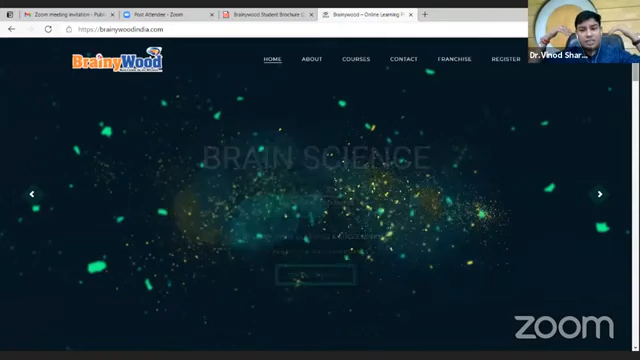 Zoom meeting invitation - Publi
Post Attendee - Zoom
Brainywood Student Brochure (
Brainywood – Online Learning P
https://brainywoodindia.com
BrainyWood
HOME
ABOUT
COURSES
CONTACT
FRANCHISE
REGISTER
Dr.Vinod Shar...
BRAIN SCIENCE
zoom